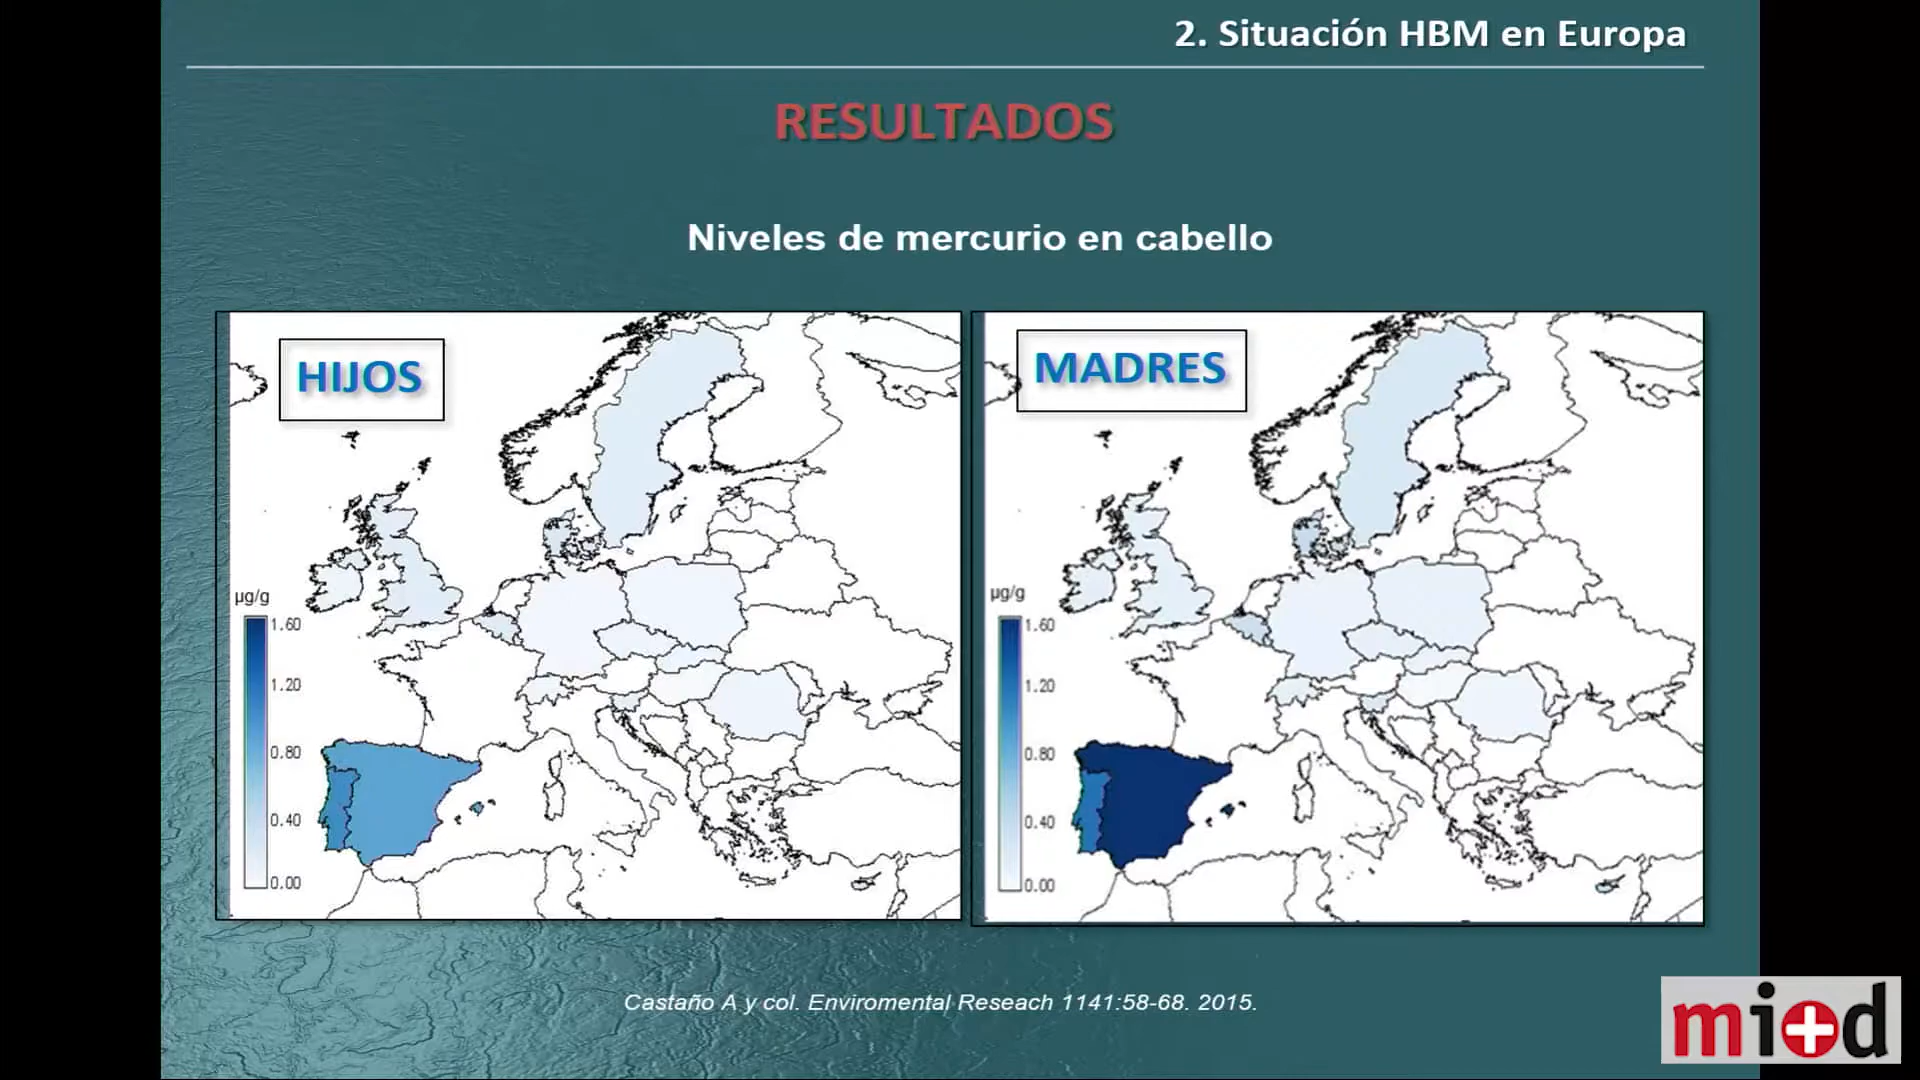 2. Situación HBM en Europa
RESULTADOS
Niveles de mercurio en cabello
HIJOS
µg/g
1.60
1.20
0.80
0.40
0.00
MADRES
µg/g
1.60
1.20
0.80
0.40
0.00
Castaño A y col. Enviromental Reseach 1141:58-68. 2015.
mi+d